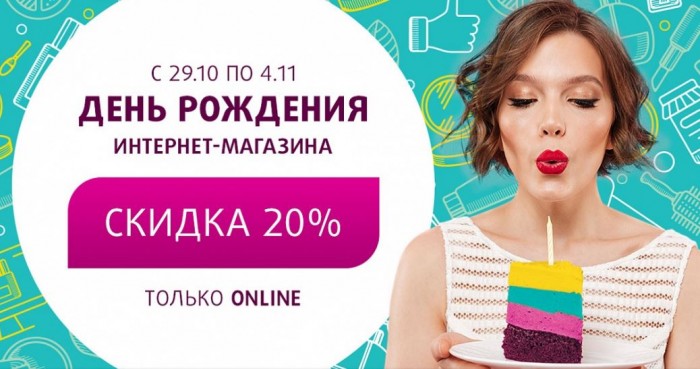 С 29.10 ПО 4.11
ДЕНЬ РОЖДЕНИЯ
ИНТЕРНЕТ-МАГАЗИНА
СКИДКА 20%
ТОЛЬКО ONLINE